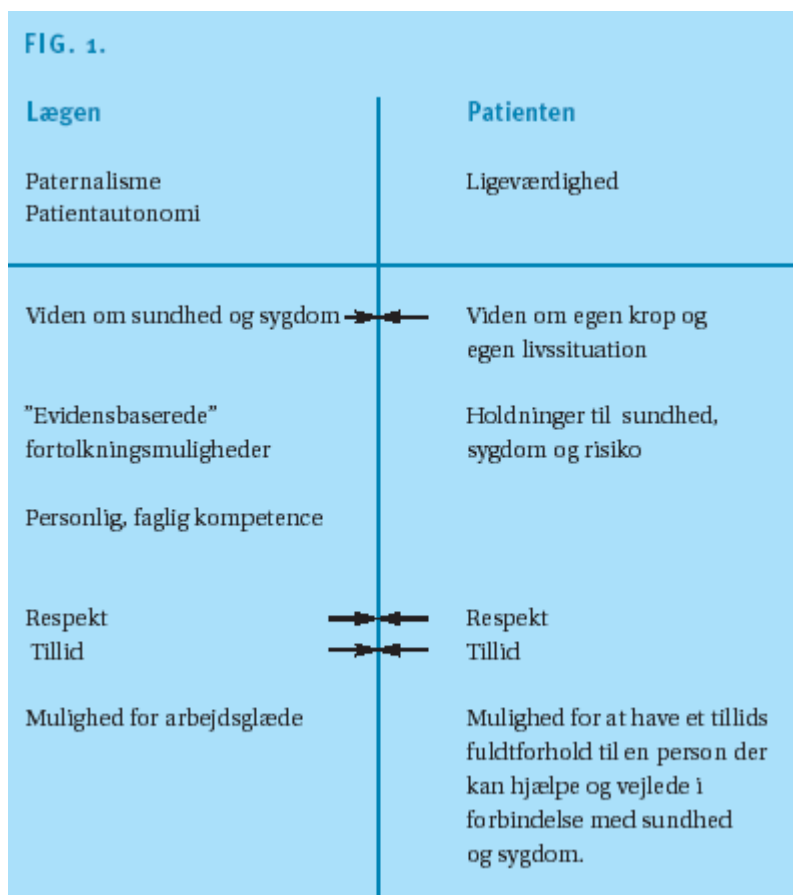 FIG. 1.
Lægen
Patienten
Paternalisme
Patientautonomi
Ligeværdighed
Viden om sundhed og sygdom
Viden om egen krop og
egen livssituation
”Evidensbaserede”
fortolkningsmuligheder
Holdninger til sundhed,
sygdom og risiko
Personlig, faglig kompetence
Respekt
Respekt
Tillid
Tillid
Mulighed for arbejdsglæde
Mulighed for at have et tillids
fuldtforhold til en person der
kan hjælpe og vejlede i
forbindelse med sundhed
og sygdom.